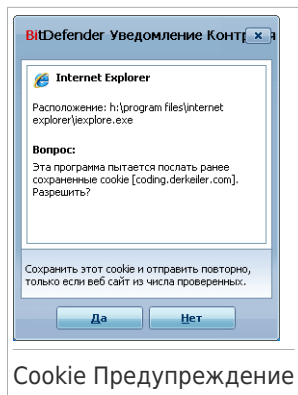 BitDefender Уведомление Контр я
Internet Explorer
Расположение: h:\program files\internet
explorer\iexplore.exe
Вопрос:
Эта программа пытается послать ранее
сохраненные cookie [coding.derkeiler.com].
Разрешить?
Сохранить этот cookie и отправить повторно,
только если веб сайт из числа проверенных.
Да
Нет
Cookie Предупреждение